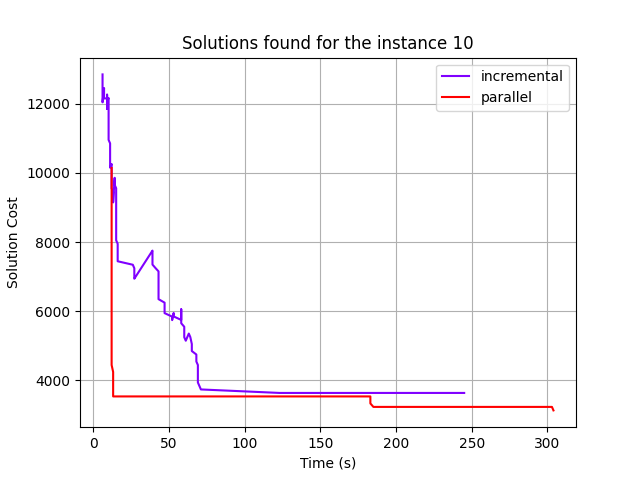 Solutions found for the instance 10
incremental
parallel
12000
10000
8000
6000
4000
Solution Cost
0 50 100 150 200 250 300
Time (s)